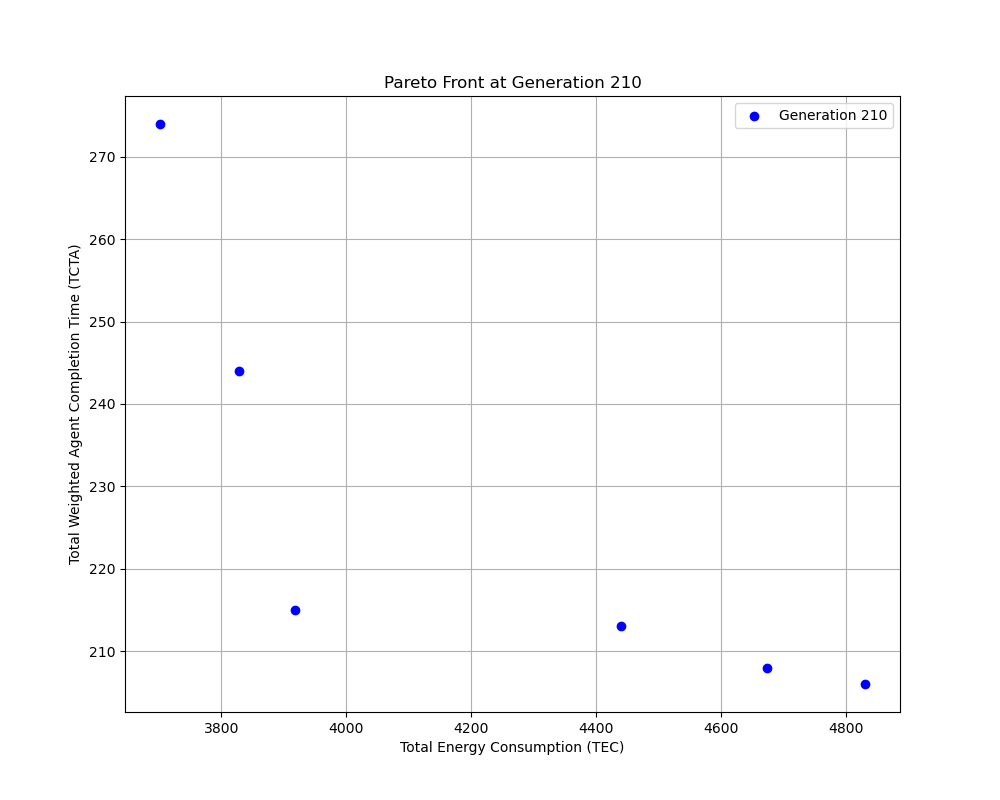 Pareto Front at Generation 210
Generation 210
270
260
250
240
230
220
210
Total Weighted Agent Completion Time (TCTA)
3800 4000 4200 4400 4600 4800
Total Energy Consumption (TEC)